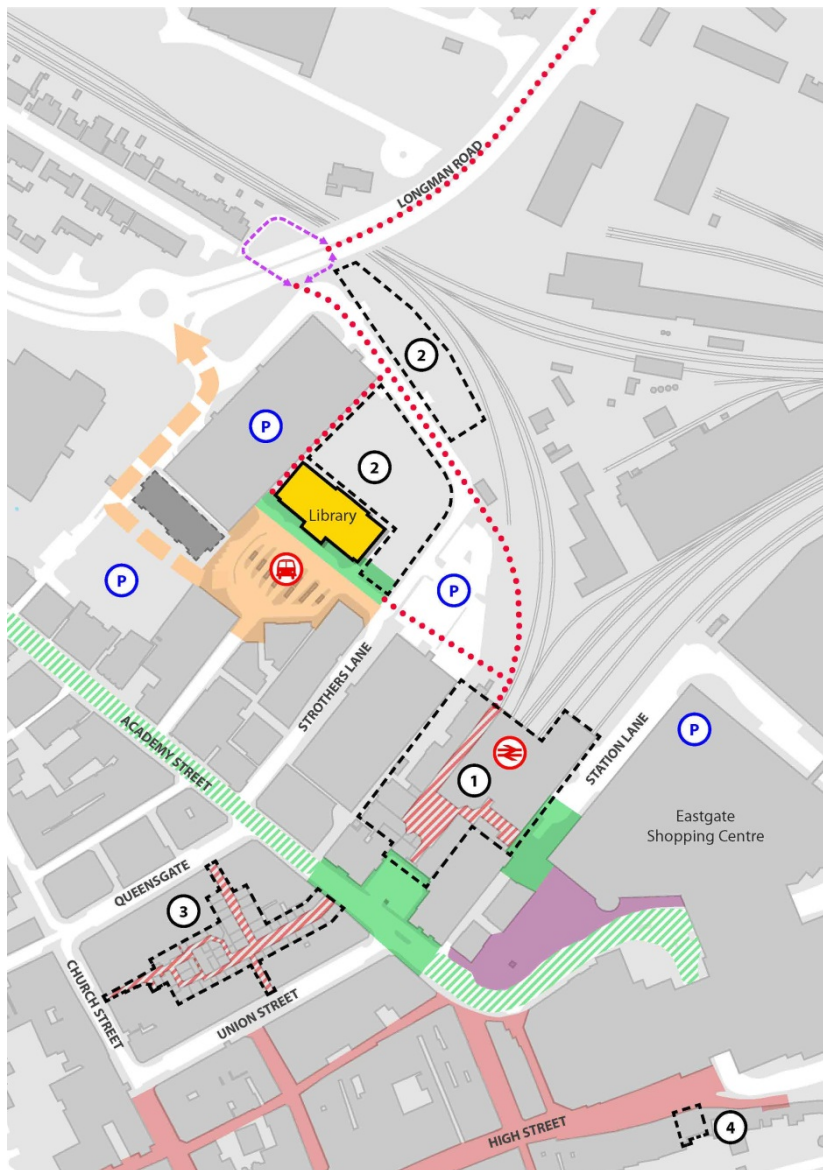 LONGMAN ROAD
2
P
2
Library
P
P
STROTHERS LANE
ACADEMY STREET
STATION LANE
P
1
Eastgate
Shopping Centre
QUEENSGATE
3
CHURCH STREET
UNION STREET
HIGH STREET
4